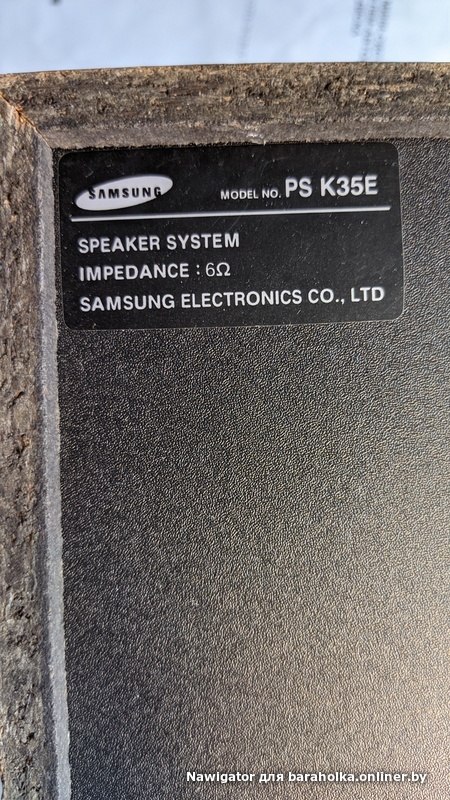 SAMSUNG
MODEL NO. PS K35E
SPEAKER SYSTEM
IMPEDANCE : 6Ω
SAMSUNG ELECTRONICS CO., LTD
Nawigator для baraholka.onliner.by